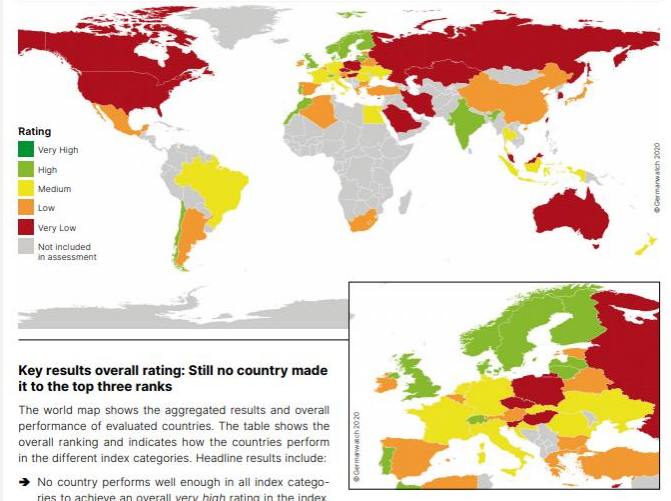 Rating
Very High
High
Medium
Low
Very Low
Not included
in assessment
©Germanwatch 2020
Key results overall rating: Still no country made
it to the top three ranks
The world map shows the aggregated results and overall
performance of evaluated countries. The table shows the
overall ranking and indicates how the countries perform
in the different index categories. Headline results include:
➔ No country performs well enough in all index catego-
ries to achieve an overall very high rating in the index
©Germanwatch 2020